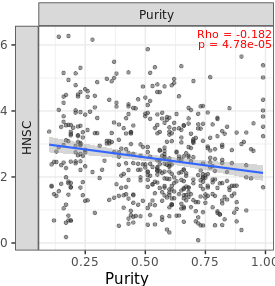 Purity
Rho = -0.182
p = 4.78e-05
HNSC
6
4
2
0
0.25 0.50 0.75 1.00
Purity